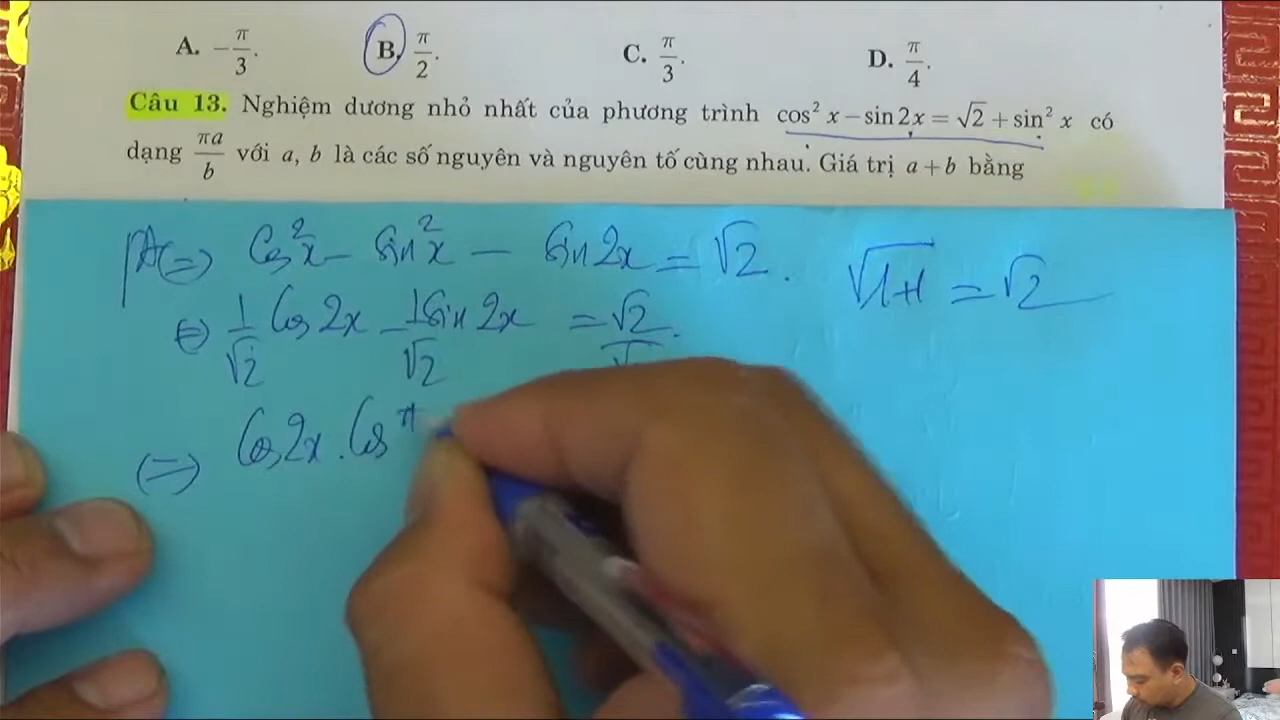 A. −π/3. B. π/2. C. π/3. D. π/4.
Câu 13. Nghiệm dương nhỏ nhất của phương trình cos² x − sin 2x = √2 + sin² x có
dạng πa/b với a, b là các số nguyên và nguyên tố cùng nhau. Giá trị a + b bằng
Pt ⇔ cos²x − sin²x − sin 2x = √2. √1+1 = √2
⇔ 1/√2 cos 2x − 1/√2 sin 2x = √2/√
⇔ cos 2x . cos π